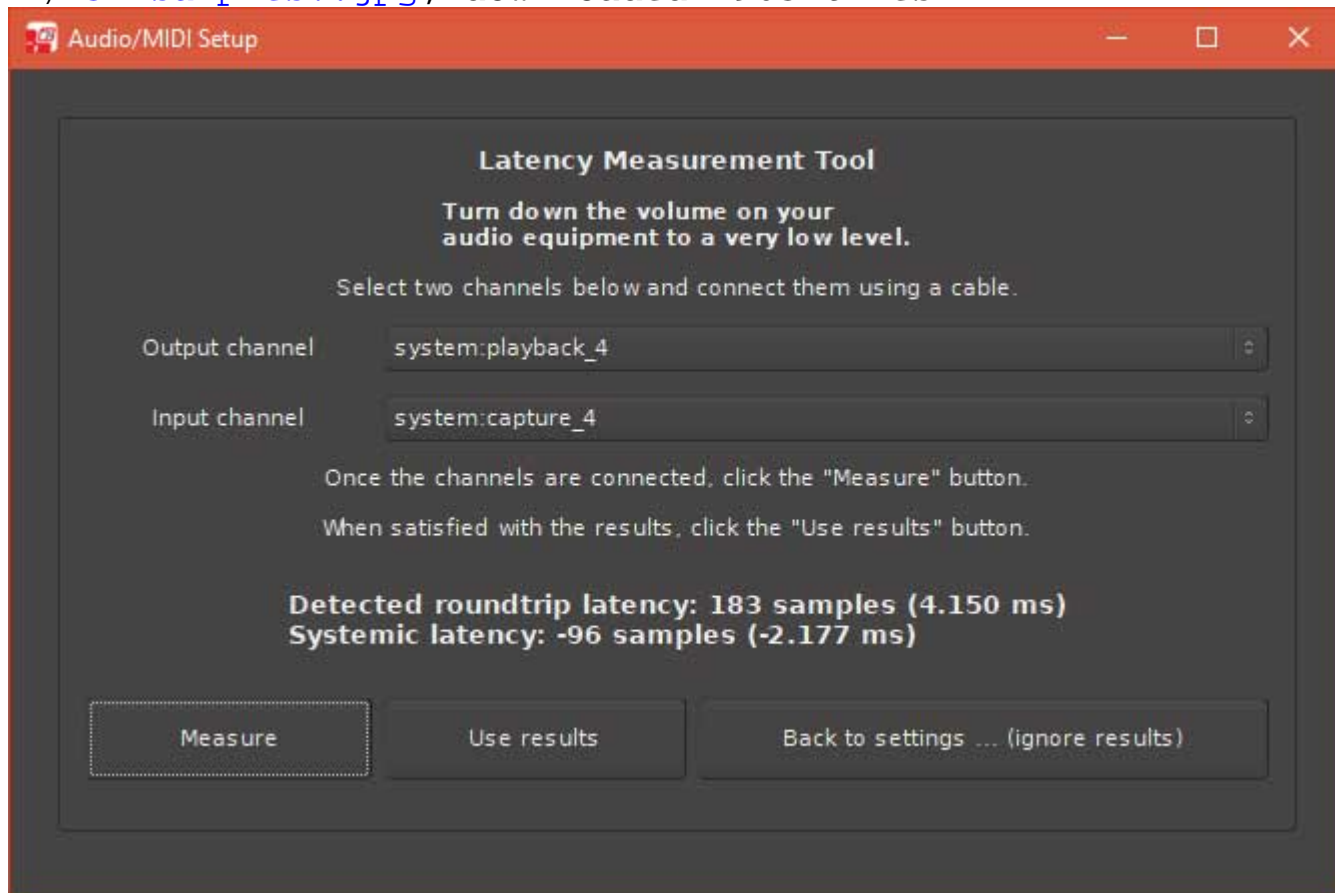 Audio/MIDI Setup
Latency Measurement Tool
Turn down the volume on your
audio equipment to a very low level.
Select two channels below and connect them using a cable.
Output channel system:playback_4
Input channel system:capture_4
Once the channels are connected, click the "Measure" button.
When satisfied with the results, click the "Use results" button.
Detected roundtrip latency: 183 samples (4.150 ms)
Systemic latency: -96 samples (-2.177 ms)
Measure Use results Back to settings ... (ignore results)